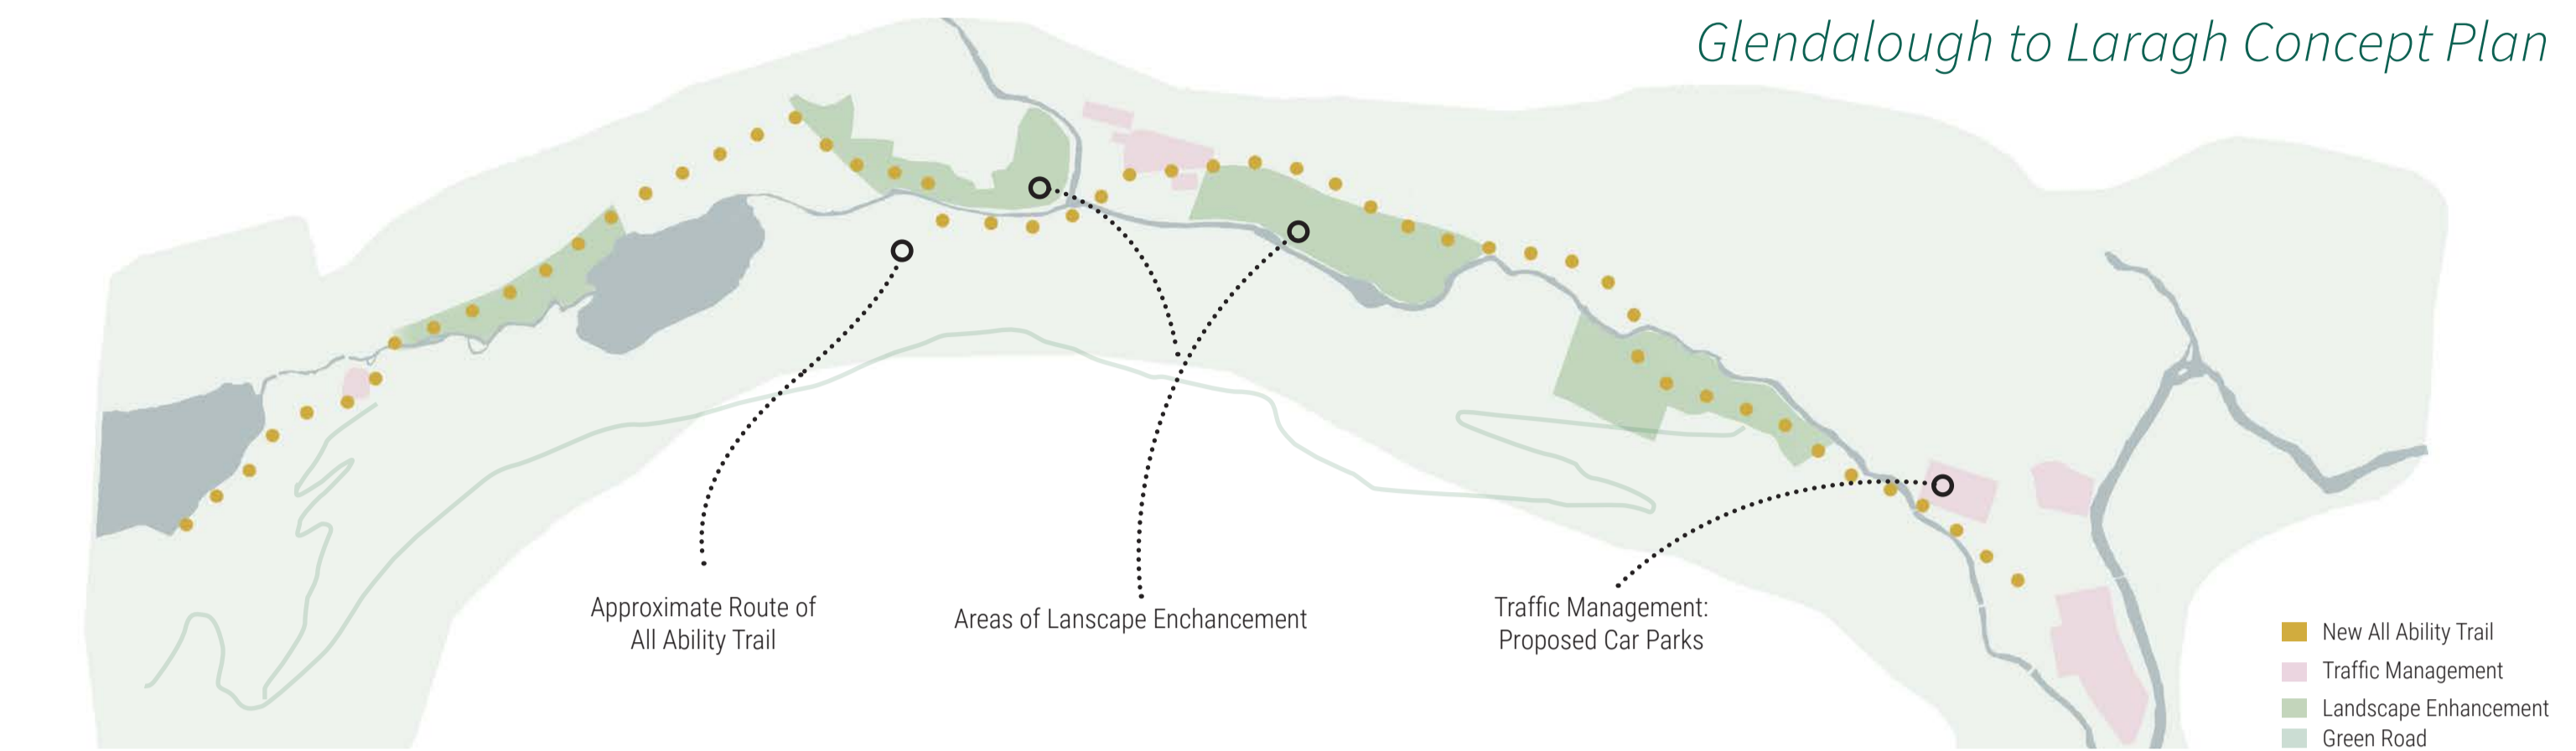 Glendalough to Laragh Concept Plan
Approximate Route of
All Ability Trail
Areas of Lanscape Enchancement
Traffic Management:
Proposed Car Parks
New All Ability Trail
Traffic Management
Landscape Enhancement
Green Road